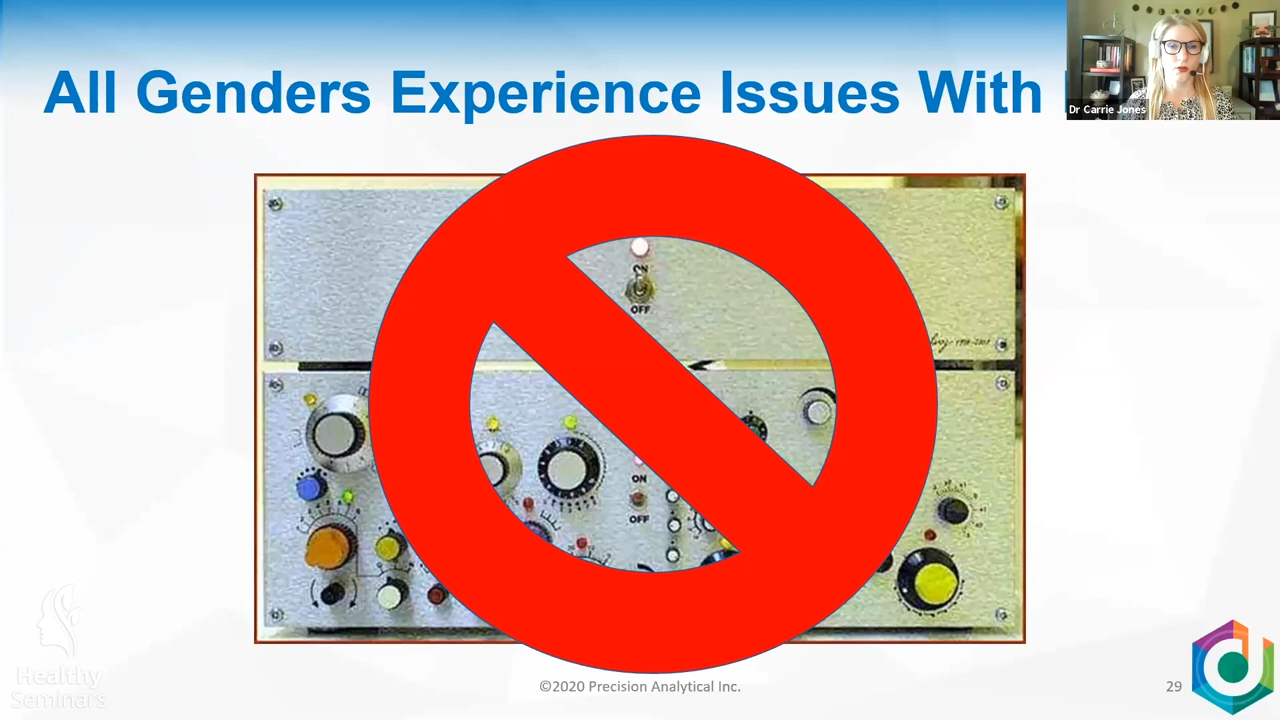 All Genders Experience Issues With
Dr Carrie Jones
ON
OFF
ON
OFF
Healthy
Seminars
©2020 Precision Analytical Inc.
29